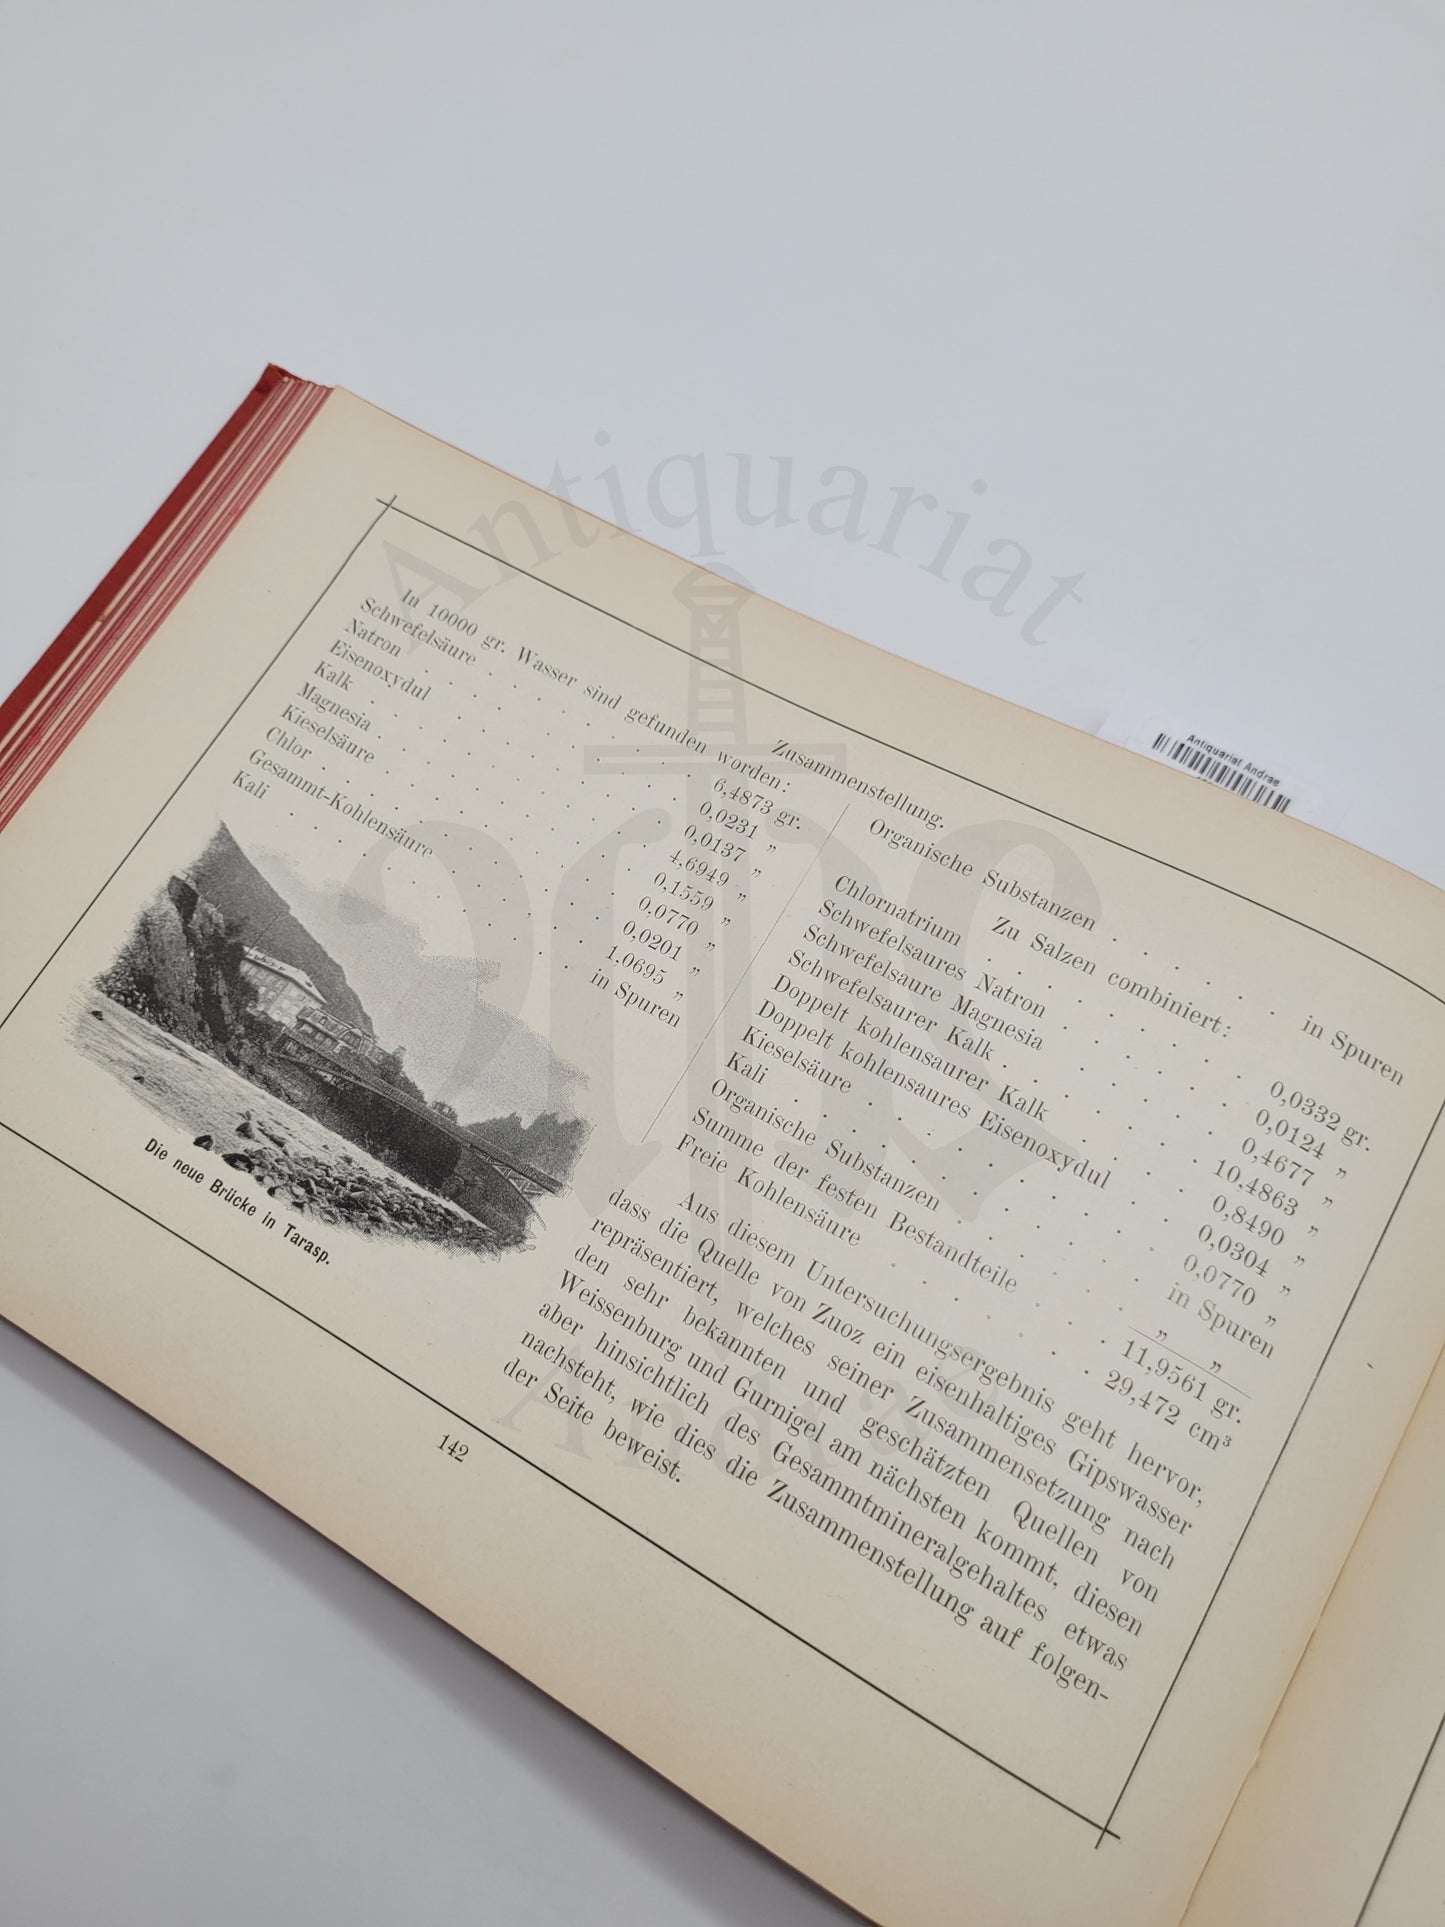 Zusammenstellung.
In 10000 gr. Wasser sind gefunden worden:
Schwefelsäure . . . . . . . 6,4873 gr.
Natron . . . . . . . 0,0231 „
Eisenoxydul . . . . . . . 0,0137 „
Kalk . . . . . . . 4,6949 „
Magnesia . . . . . . . 0,1559 „
Kieselsäure . . . . . . . 0,0770 „
Chlor . . . . . . . 0,0201 „
Gesammt-Kohlensäure . . . . . 1,0695 „
Kali . . . . . . . in Spuren
Die neue Brücke in Tarasp.
Organische Substanzen . . . . . in Spuren
Zu Salzen combiniert:
Chlornatrium . . . . . . . 0,0332 gr.
Schwefelsaures Natron . . . . . 0,0124 „
Schwefelsaure Magnesia . . . . . 0,4677 „
Schwefelsaurer Kalk . . . . . 10,4863 „
Doppelt kohlensaurer Kalk . . . . 0,8490 „
Doppelt kohlensaures Eisenoxydul . . . 0,0304 „
Kieselsäure . . . . . . . 0,0770 „
Kali . . . . . . . in Spuren
Organische Substanzen . . . . . „ „
Summe der festen Bestandteile . . . 11,9561 gr.
Freie Kohlensäure . . . . . 29,472 cm³
Aus diesem Untersuchungsergebnis geht hervor,
dass die Quelle von Zuoz ein eisenhaltiges Gipswasser
repräsentiert, welches seiner Zusammensetzung nach
den sehr bekannten und geschätzten Quellen von
Weissenburg und Gurnigel am nächsten kommt, diesen
aber hinsichtlich des Gesammtmineralgehaltes etwas
nachsteht, wie dies die Zusammenstellung auf folgen-
der Seite beweist.
142
Antiquariat Andrae
Antiquariat
Andrae